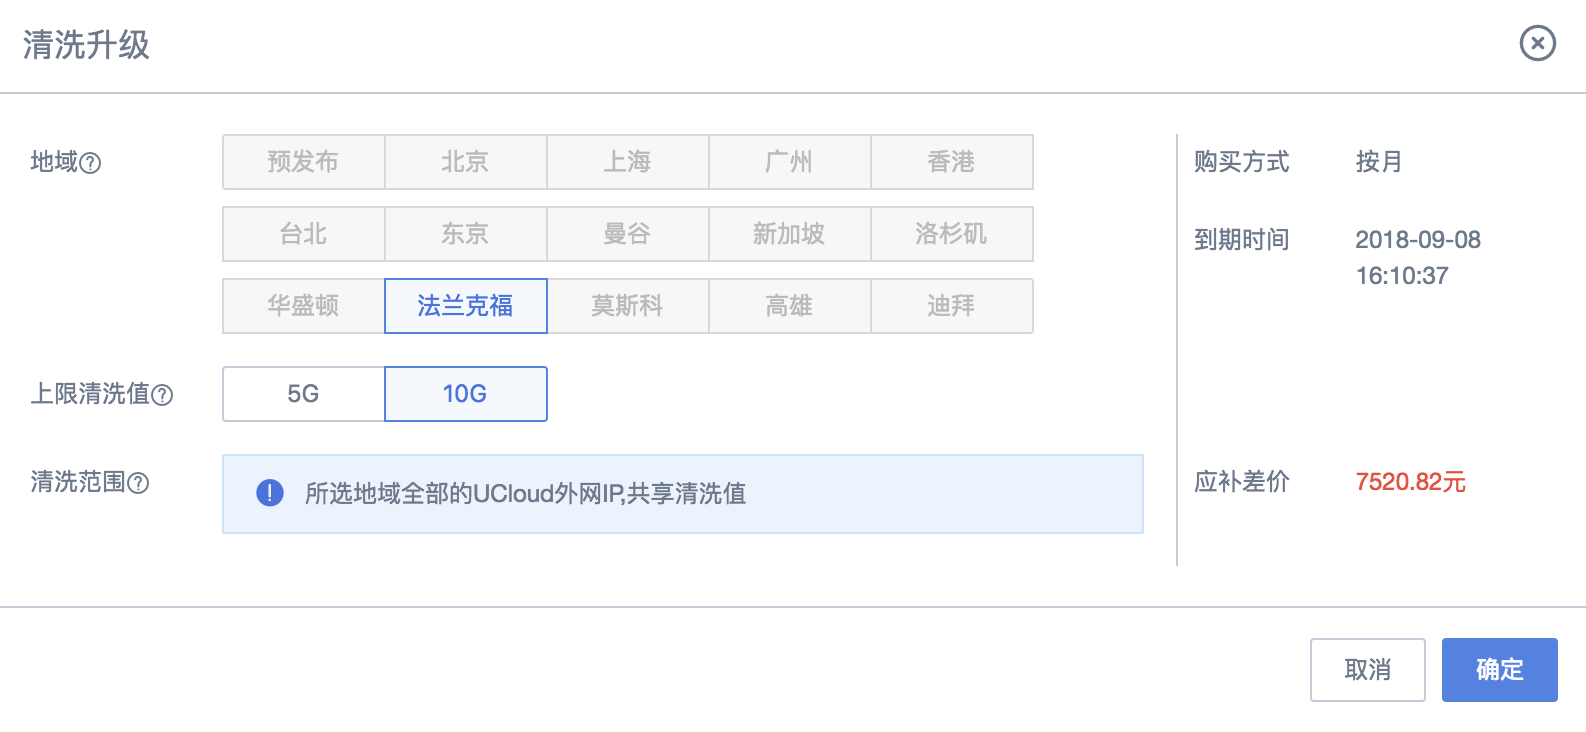 清洗升级
地域
预发布 北京 上海 广州 香港
台北 东京 曼谷 新加坡 洛杉矶
华盛顿 法兰克福 莫斯科 高雄 迪拜
上限清洗值
5G 10G
清洗范围
所选地域全部的UCloud外网IP,共享清洗值
购买方式 按月
到期时间 2018-09-08
16:10:37
应补差价 7520.82元
取消 确定